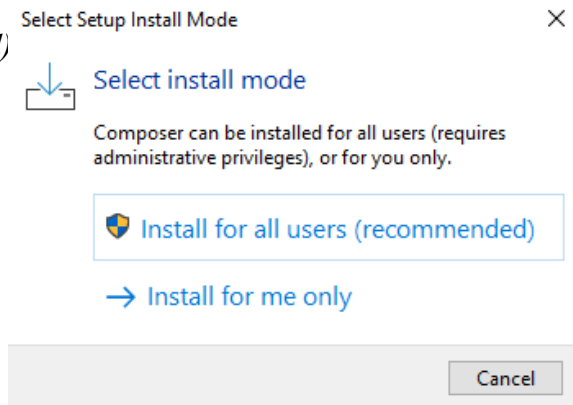 Select Setup Install Mode
Select install mode
Composer can be installed for all users (requires
administrative privileges), or for you only.
Install for all users (recommended)
Install for me only
Cancel